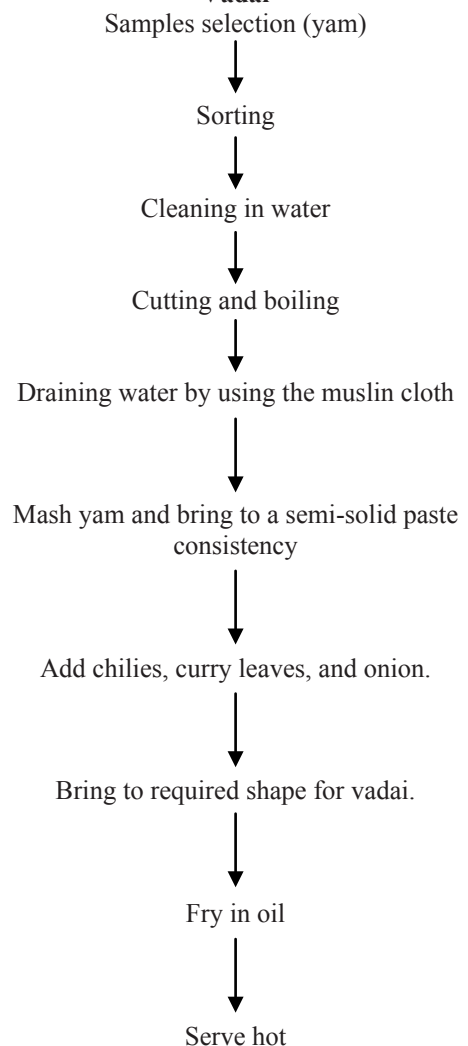 Samples selection (yam)
Sorting
Cleaning in water
Cutting and boiling
Draining water by using the muslin cloth
Mash yam and bring to a semi-solid paste
consistency
Add chilies, curry leaves, and onion.
Bring to required shape for vadai.
Fry in oil
Serve hot